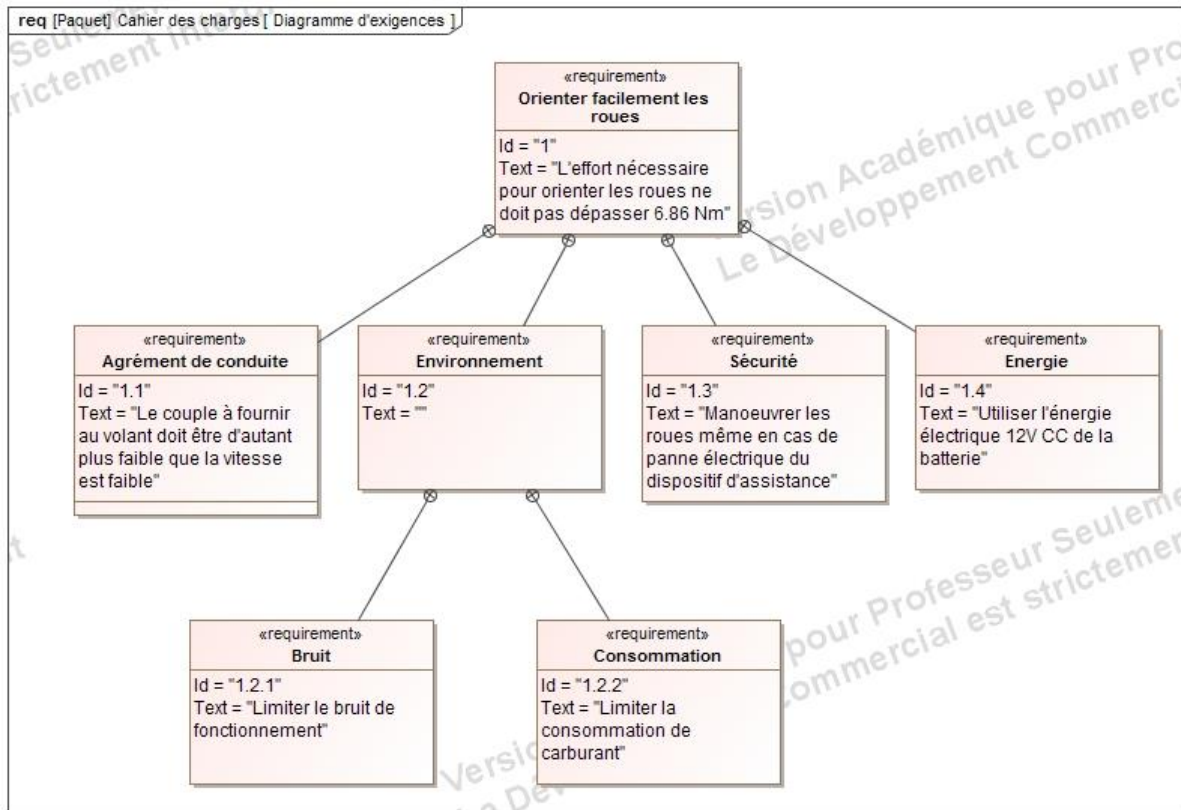 req [Paquet] Cahier des charges [ Diagramme d'exigences ]
«requirement»
Orienter facilement les
roues
Id = "1"
Text = "L'effort nécessaire
pour orienter les roues ne
doit pas dépasser 6.86 Nm"
«requirement»
Agrément de conduite
Id = "1.1"
Text = "Le couple à fournir
au volant doit être d'autant
plus faible que la vitesse
est faible"
«requirement»
Environnement
Id = "1.2"
Text = ""
«requirement»
Sécurité
Id = "1.3"
Text = "Manoeuvrer les
roues même en cas de
panne électrique du
dispositif d'assistance"
«requirement»
Energie
Id = "1.4"
Text = "Utiliser l'énergie
électrique 12V CC de la
batterie"
«requirement»
Bruit
Id = "1.2.1"
Text = "Limiter le bruit de
fonctionnement"
«requirement»
Consommation
Id = "1.2.2"
Text = "Limiter la
consommation de
carburant"
Version Académique pour
Le Développement
pour Professeur
est